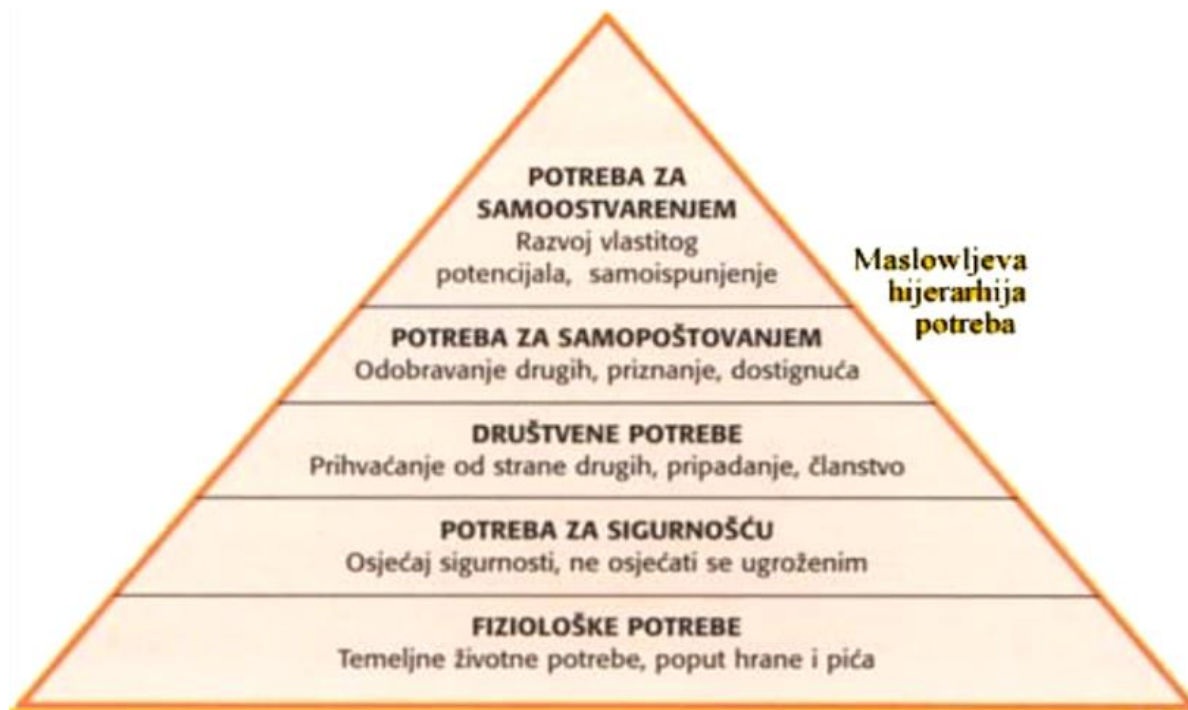 POTREBA ZA
SAMOOSTVARENJEM
Razvoj vlastitog
potencijala, samoispunjenje
Maslowljeva
hijerarhija
potreba
POTREBA ZA SAMOPOŠTOVANJEM
Odobravanje drugih, priznanje, dostignuća
DRUŠTVENE POTREBE
Prihvaćanje od strane drugih, pripadanje, članstvo
POTREBA ZA SIGURNOŠĆU
Osjećaj sigurnosti, ne osjećati se ugroženim
FIZIOLOŠKE POTREBE
Temeljne životne potrebe, poput hrane i pića